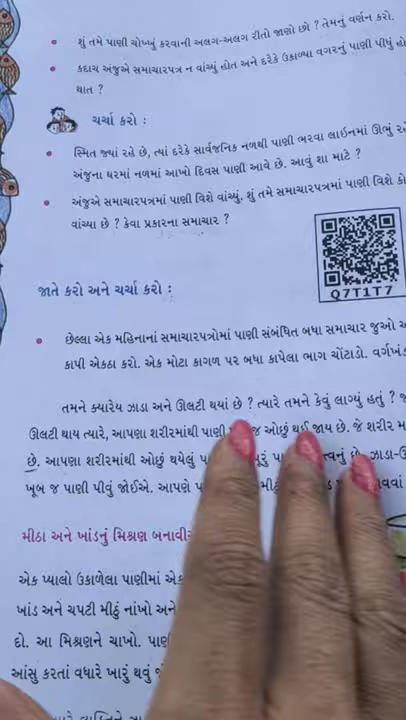 શું તમે પાણી ચોખ્ખું કરવાની અલગ-અલગ રીતો જાણો છો ? તેમનું વર્ણન કરો.
કદાચ અંજુએ સમાચારપત્ર ન વાંચ્યું હોત અને દરેકે ઉકાળ્યા વગરનું પાણી પીધું
થાત ?
ચર્ચા કરો :
સ્મિત જ્યાં રહે છે, ત્યાં દરેકે સાર્વજનિક નળથી પાણી ભરવા લાઇનમાં ઊભું
અંજુના ઘરમાં નળમાં આખો દિવસ પાણી આવે છે. આવું શા માટે ?
અંજુએ સમાચારપત્રમાં પાણી વિશે વાંચ્યું. શું તમે સમાચારપત્રમાં પાણી વિશે
વાંચ્યા છે ? કેવા પ્રકારના સમાચાર ?
Q7T1T7
જાતે કરો અને ચર્ચા કરો :
છેલ્લા એક મહિનાનાં સમાચારપત્રોમાં પાણી સંબંધિત બધા સમાચાર જુઓ
કાપી એકઠા કરો. એક મોટા કાગળ પર બધા કાપેલા ભાગ ચોંટાડો.
તમને ક્યારેય ઝાડા અને ઊલટી થયાં છે ? ત્યારે તમને કેવું લાગ્યું હતું ?
ઊલટી થાય ત્યારે, આપણા શરીરમાંથી પાણી જ ઓછું થઈ જાય છે. જે શરીર
છે. આપણા શરીરમાંથી ઓછું થયેલું
ખૂબ જ પાણી પીવું જોઈએ. આપણે
મીઠા અને ખાંડનું મિશ્રણ
એક પ્યાલો ઉકાળેલા પાણીમાં
ખાંડ અને ચપટી મીઠું નાંખો અને
દો. આ મિશ્રણને ચાખો.
આંસુ કરતાં વધારે ખારું થવું